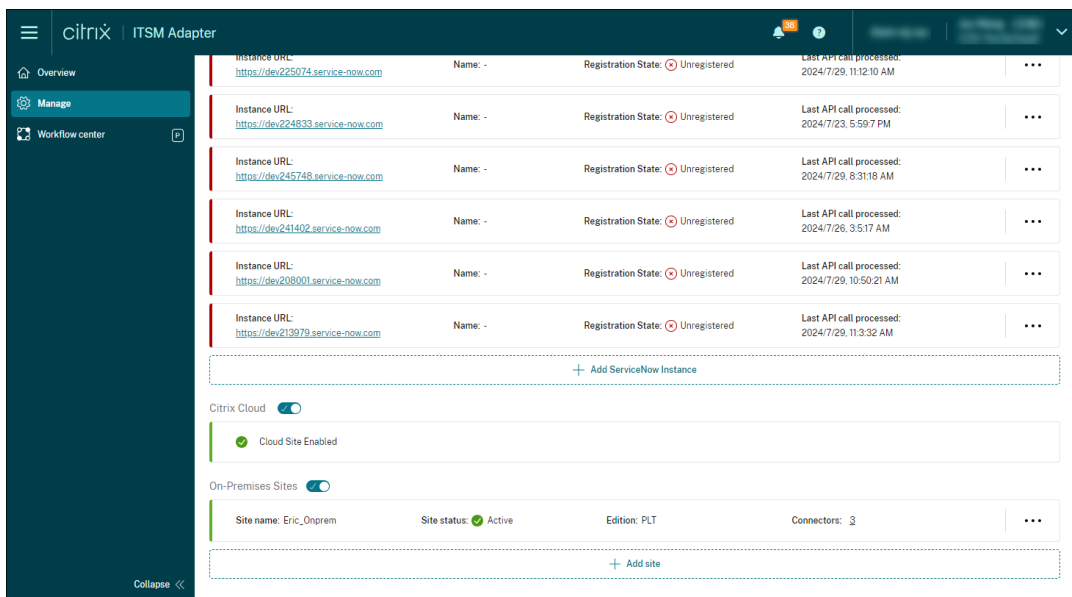 citrix | ITSM Adapter
38
?
Overview
Manage
Workflow center P
Collapse
Instance URL:
https://dev225074.service-now.com
Name: -
Registration State: Unregistered
Last API call processed:
2024/7/29, 11:12:10 AM
Instance URL:
https://dev224833.service-now.com
Name: -
Registration State: Unregistered
Last API call processed:
2024/7/23, 5:59:7 PM
Instance URL:
https://dev245748.service-now.com
Name: -
Registration State: Unregistered
Last API call processed:
2024/7/29, 8:31:18 AM
Instance URL:
https://dev241402.service-now.com
Name: -
Registration State: Unregistered
Last API call processed:
2024/7/26, 3:5:17 AM
Instance URL:
https://dev208001.service-now.com
Name: -
Registration State: Unregistered
Last API call processed:
2024/7/29, 10:50:21 AM
Instance URL:
https://dev213979.service-now.com
Name: -
Registration State: Unregistered
Last API call processed:
2024/7/29, 11:3:32 AM
+ Add ServiceNow Instance
Citrix Cloud
Cloud Site Enabled
On-Premises Sites
Site name: Eric_Onprem
Site status: Active
Edition: PLT
Connectors: 3
+ Add site